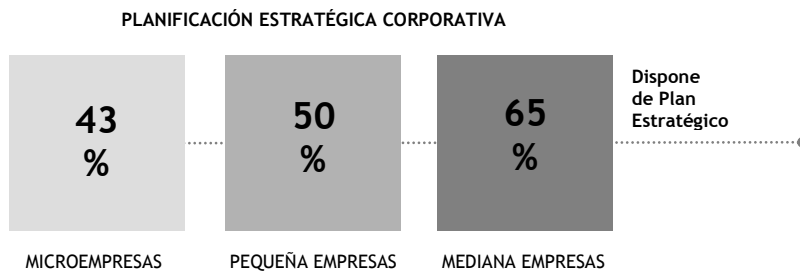 PLANIFICACIÓN ESTRATÉGICA CORPORATIVA
43
%
50
%
65
%
Dispone
de Plan
Estratégico
MICROEMPRESAS
PEQUEÑA EMPRESAS
MEDIANA EMPRESAS